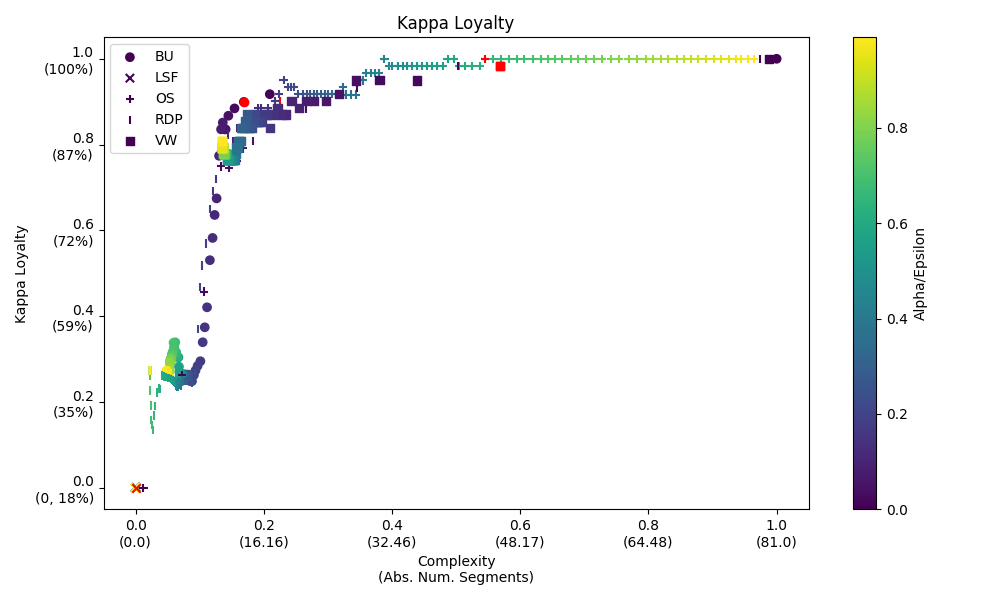 Kappa Loyalty
BU
LSF
OS
RDP
VW
Kappa Loyalty
1.0
(100%)
0.8
(87%)
0.6
(72%)
0.4
(59%)
0.2
(35%)
0.0
(0, 18%)
0.0
(0.0)
0.2
(16.16)
0.4
(32.46)
0.6
(48.17)
0.8
(64.48)
1.0
(81.0)
Complexity
(Abs. Num. Segments)
0.8
0.6
0.4
0.2
0.0
Alpha/Epsilon